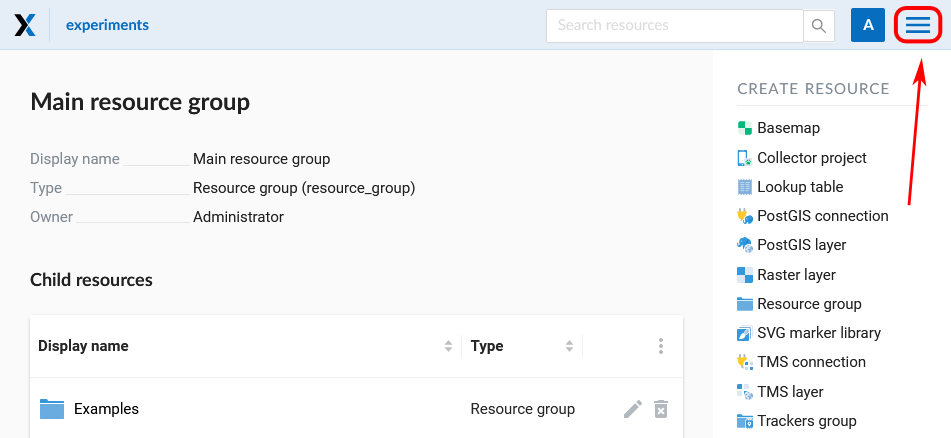 experiments
Search resources
A
Main resource group
Display name Main resource group
Type Resource group (resource_group)
Owner Administrator
Child resources
Display name Type
Examples Resource group
CREATE RESOURCE
Basemap
Collector project
Lookup table
PostGIS connection
PostGIS layer
Raster layer
Resource group
SVG marker library
TMS connection
TMS layer
Trackers group